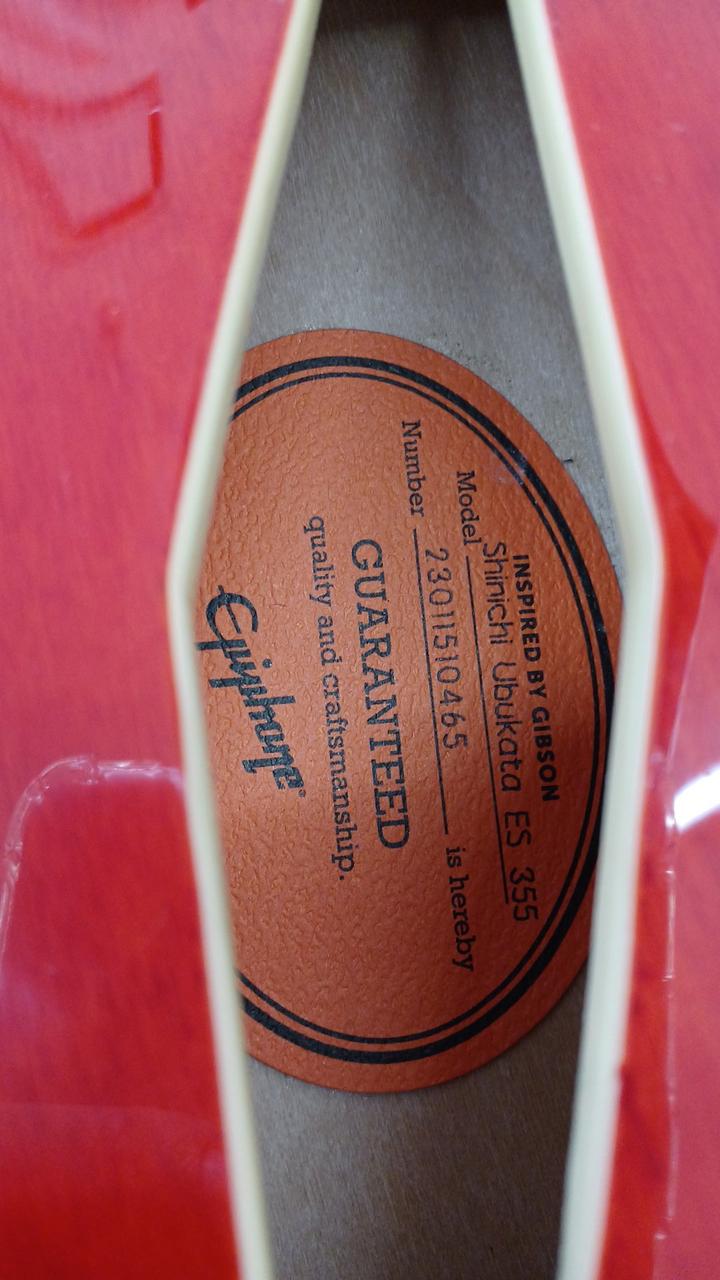 INSPIRED BY GIBSON
Model Shinichi Ubukata ES 355
Number 23011510465 is hereby
GUARANTEED
quality and craftsmanship.
Epiphone